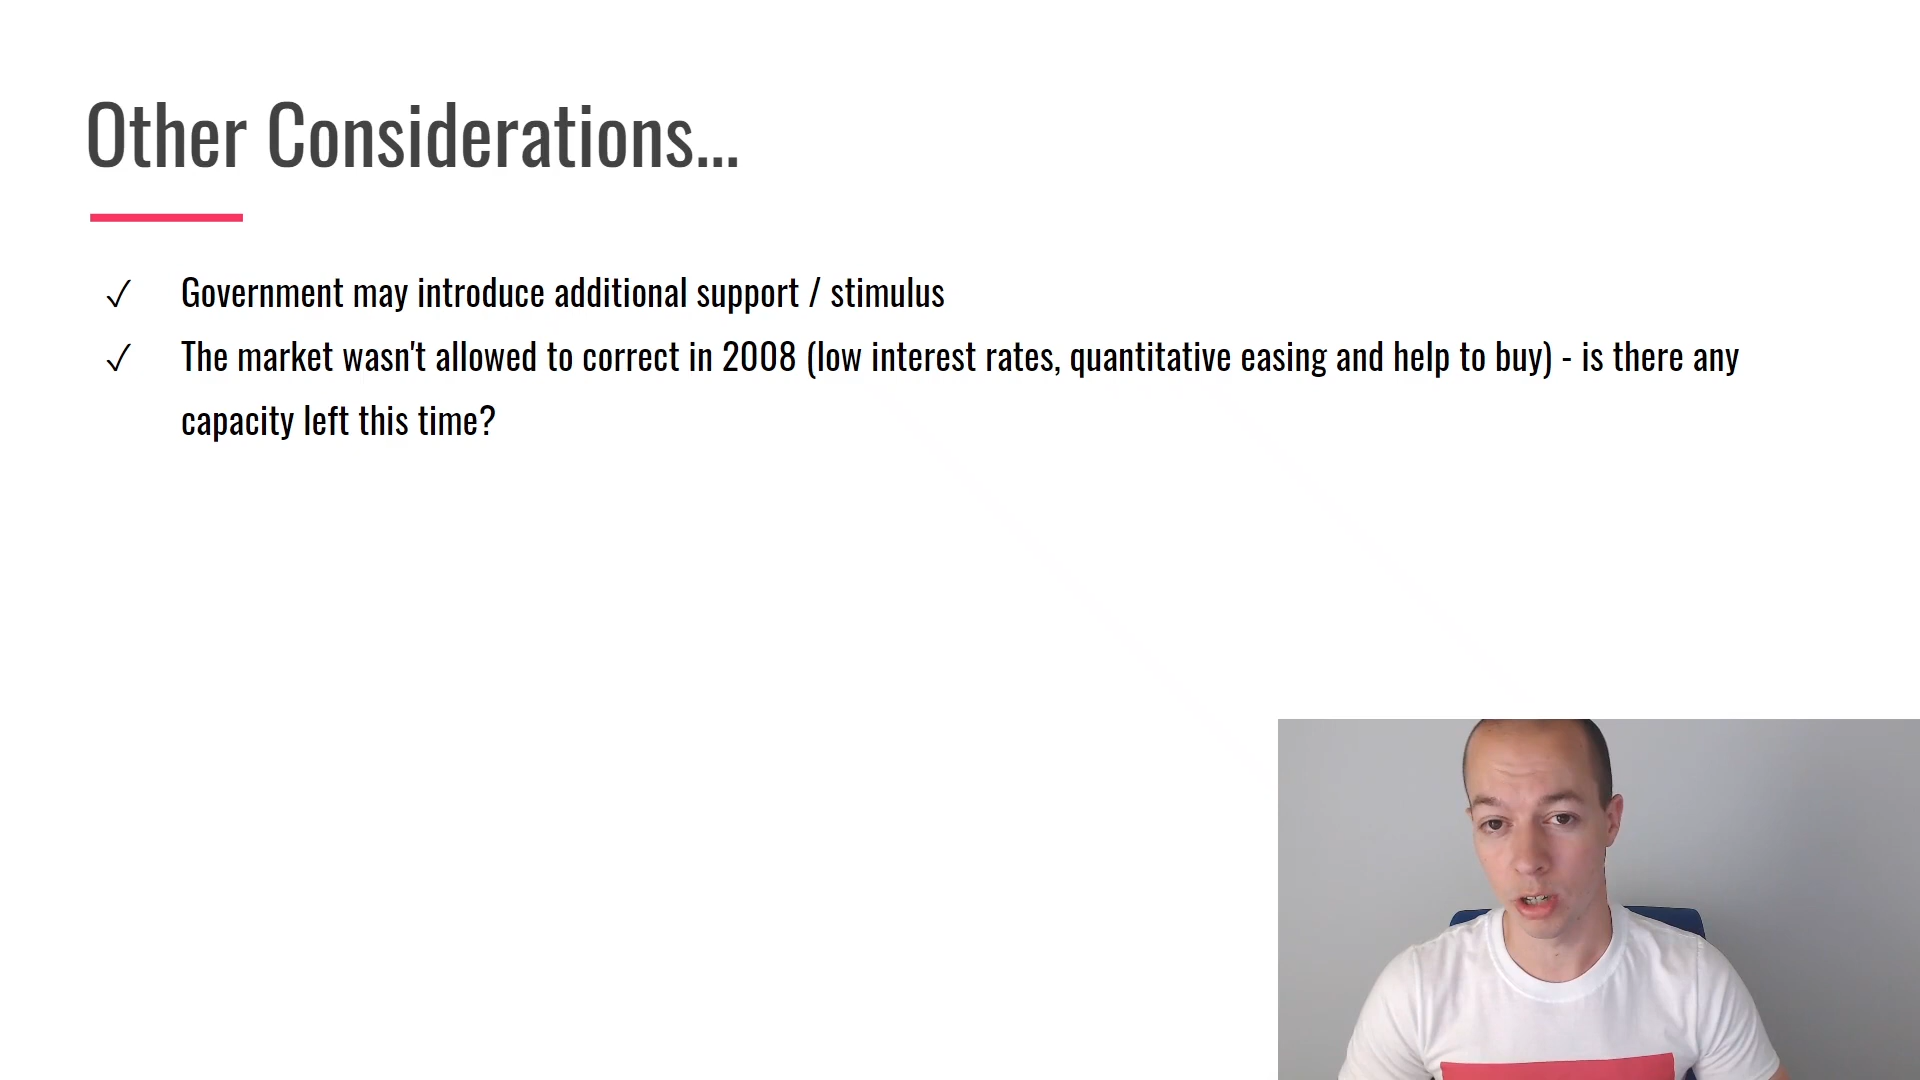 Other Considerations...
✓ Government may introduce additional support / stimulus
✓ The market wasn't allowed to correct in 2008 (low interest rates, quantitative easing and help to buy) - is there any
capacity left this time?